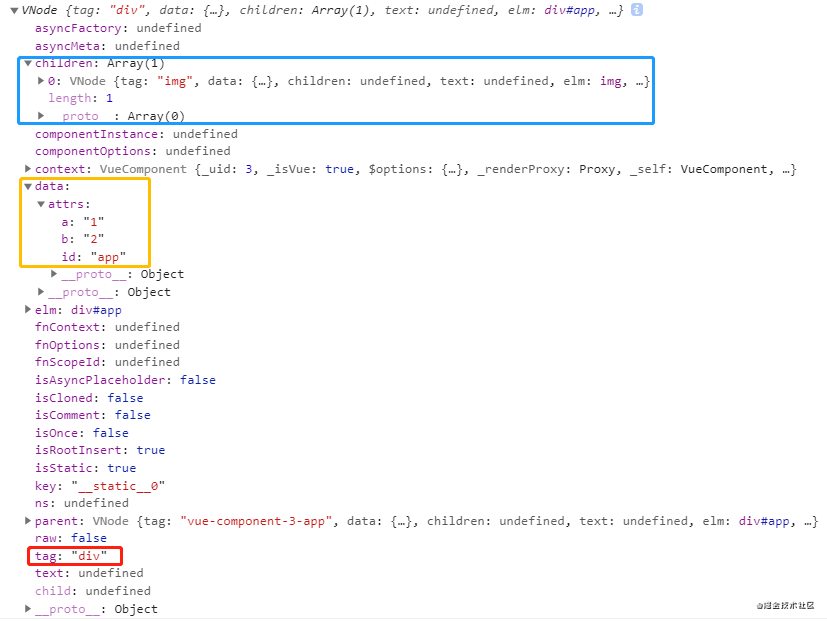 VNode {tag: "div", data: {…}, children: Array(1), text: undefined, elm: div#app, …} i
asyncFactory: undefined
asyncMeta: undefined
children: Array(1)
0: VNode {tag: "img", data: {…}, children: undefined, text: undefined, elm: img, …}
length: 1
__proto__: Array(0)
componentInstance: undefined
componentOptions: undefined
context: VueComponent {_uid: 3, _isVue: true, $options: {…}, _renderProxy: Proxy, _self: VueComponent, …}
data:
attrs:
a: "1"
b: "2"
id: "app"
__proto__: Object
__proto__: Object
elm: div#app
fnContext: undefined
fnOptions: undefined
fnScopeId: undefined
isAsyncPlaceholder: false
isCloned: false
isComment: false
isOnce: false
isRootInsert: true
isStatic: true
key: "__static__0"
ns: undefined
parent: VNode {tag: "vue-component-3-app", data: {…}, children: undefined, text: undefined, elm: div#app, …}
raw: false
tag: "div"
text: undefined
child: undefined
__proto__: Object
@掘金技术社区